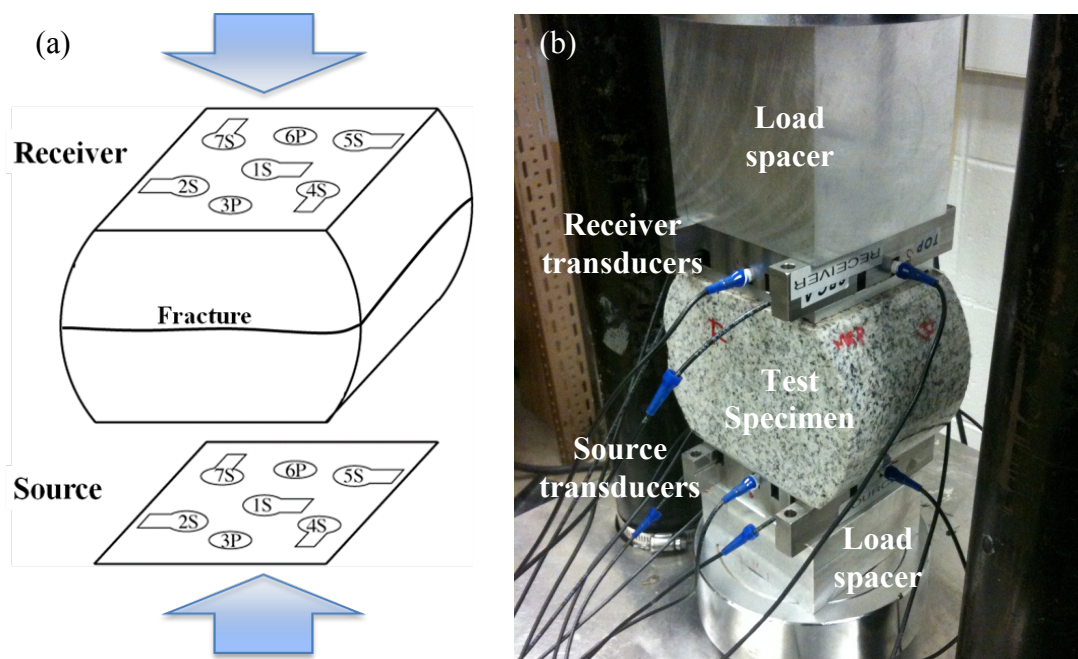 (a)
Receiver
7S
6P
5S
1S
2S
4S
3P
Fracture
Source
7S
6P
5S
1S
2S
4S
3P
(b)
Load
spacer
Receiver
transducers
TOP
RECEIVER
Test
Specimen
Source
transducers
Load
spacer